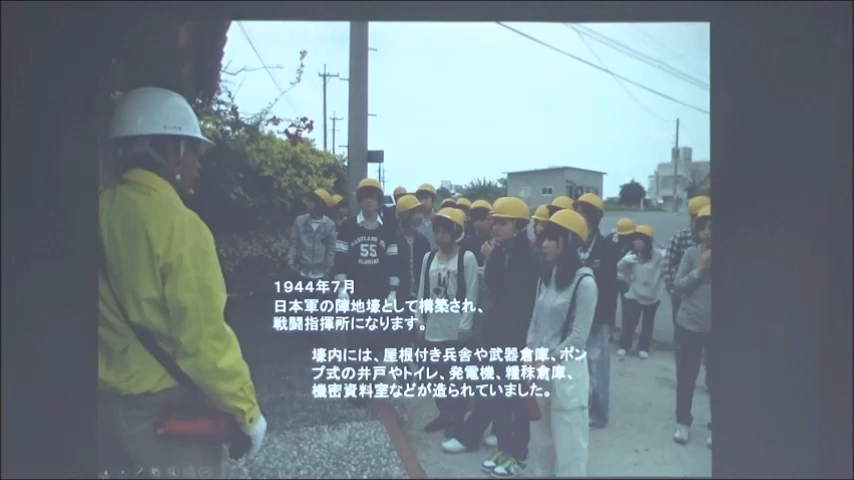 1944年7月
日本軍の陣地壕として構築され、
戦闘指揮所になります。
壕内には、屋根付き兵舎や武器倉庫、ポン
プ式の井戸やトイレ、発電機、糧秣倉庫、
機密資料室などが造られていました。
55